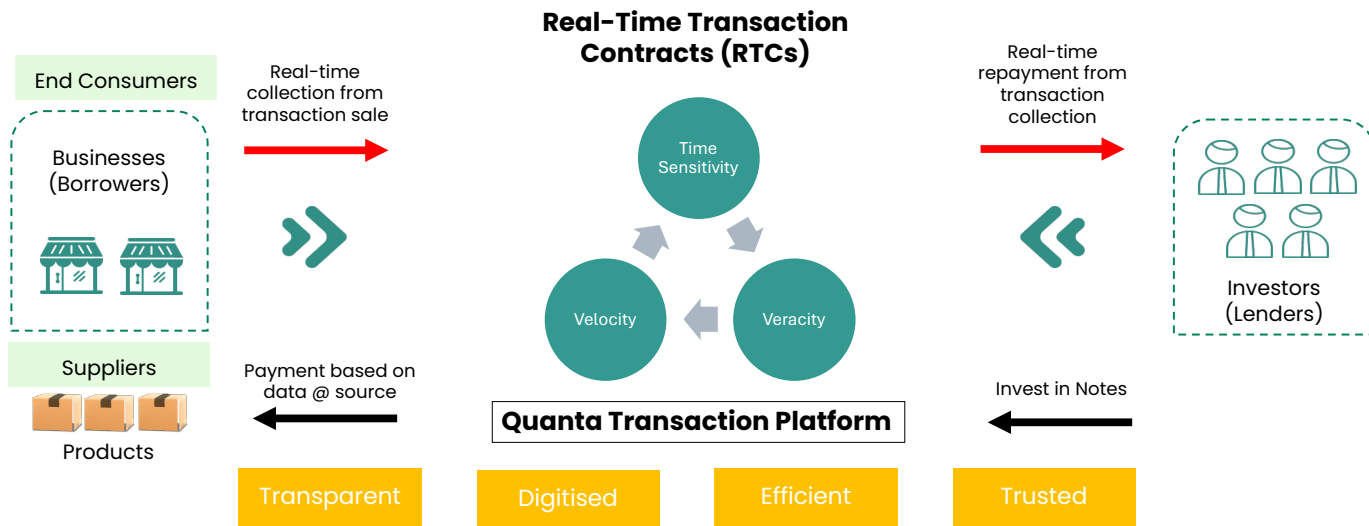 Real-Time Transaction
Contracts (RTCs)
End Consumers
Businesses
(Borrowers)
Suppliers
Products
Real-time
collection from
transaction sale
Payment based on
data @ source
Time
Sensitivity
Velocity
Veracity
Quanta Transaction Platform
Real-time
repayment from
transaction
collection
Invest in Notes
Investors
(Lenders)
Transparent
Digitised
Efficient
Trusted